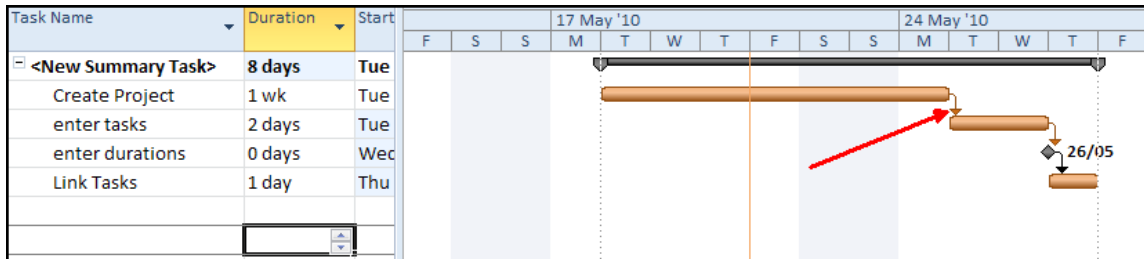 Task Name Duration Start 17 May '10 24 May '10
F S S M T W T F S S M T W T F
<New Summary Task> 8 days Tue
Create Project 1 wk Tue
enter tasks 2 days Tue
enter durations 0 days Wed 26/05
Link Tasks 1 day Thu